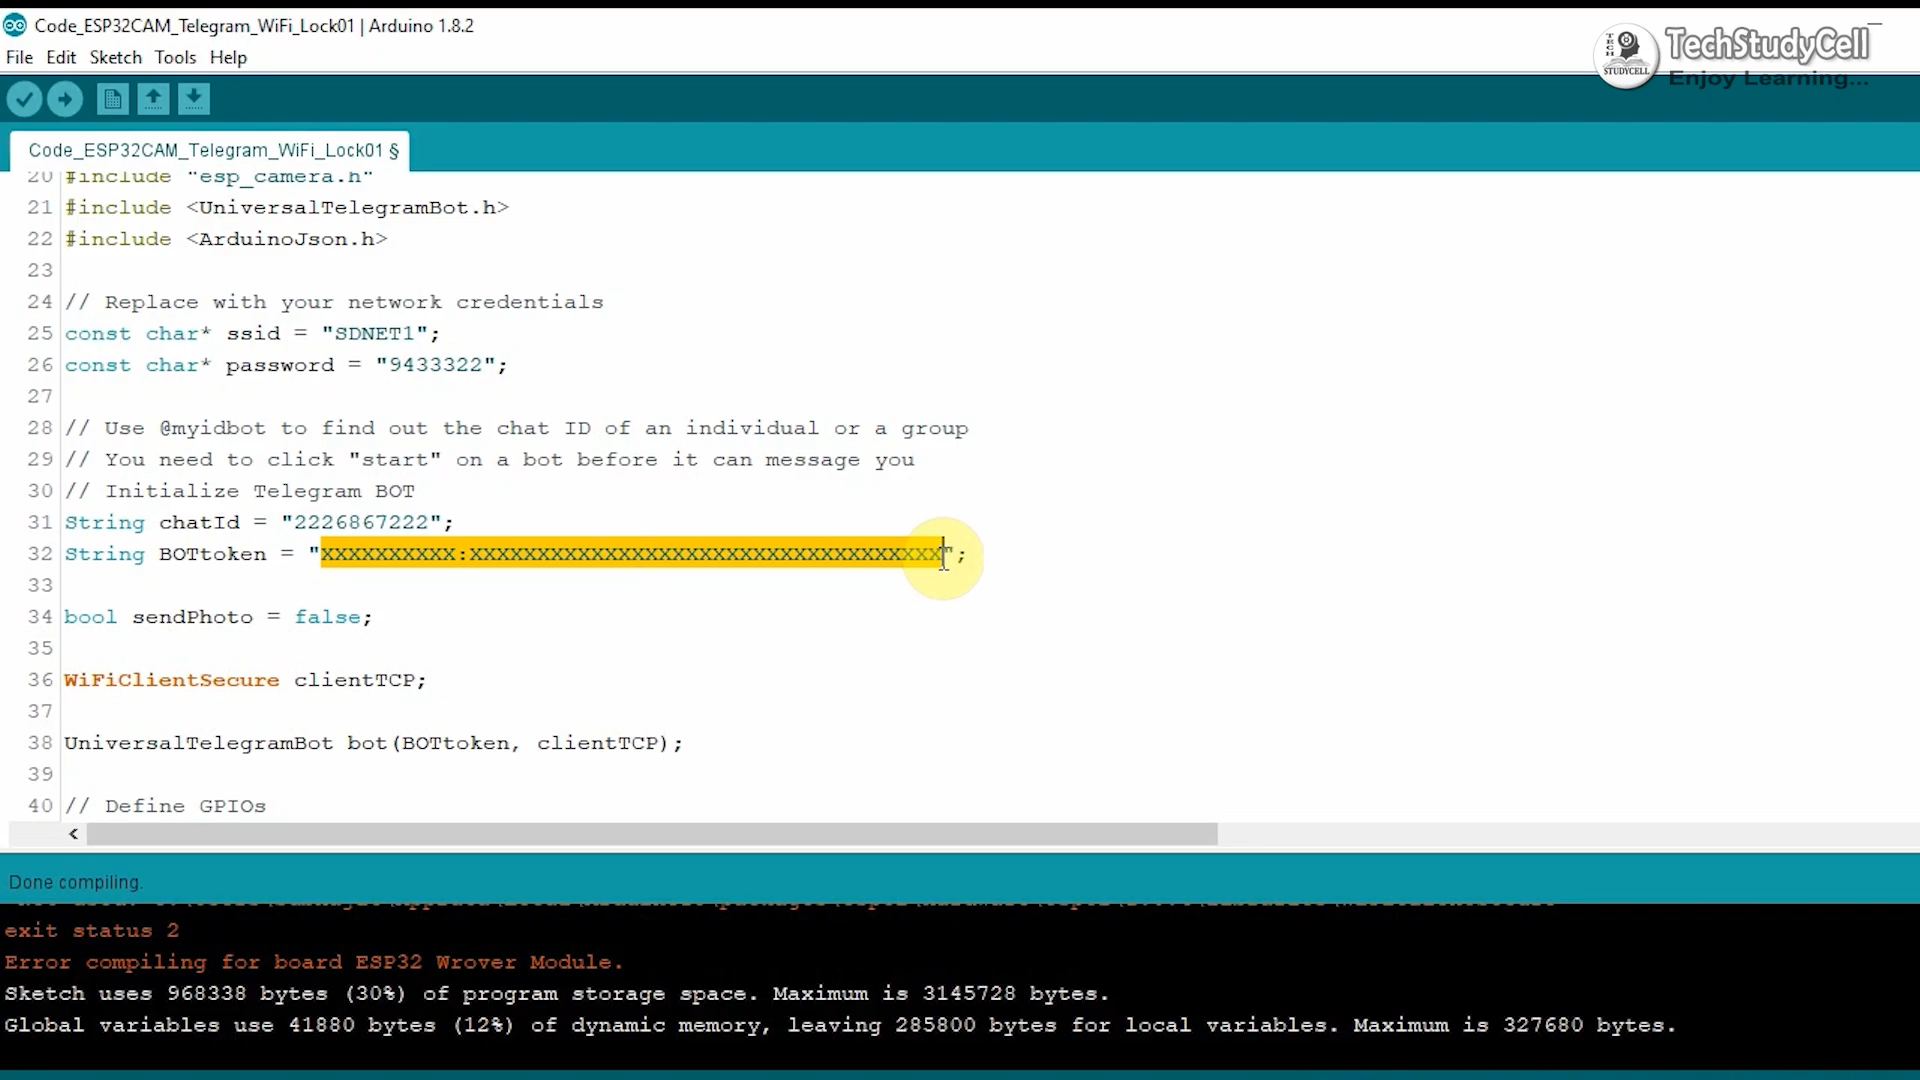 Code_ESP32CAM_Telegram_WiFi_Lock01 | Arduino 1.8.2
TECH
STUDYCELL
TechStudyCell
Enjoy Learning...
File Edit Sketch Tools Help
Code_ESP32CAM_Telegram_WiFi_Lock01 §
20 #include "esp_camera.h"
21 #include <UniversalTelegramBot.h>
22 #include <ArduinoJson.h>
23
24 // Replace with your network credentials
25 const char* ssid = "SDNET1";
26 const char* password = "9433322";
27
28 // Use @myidbot to find out the chat ID of an individual or a group
29 // You need to click "start" on a bot before it can message you
30 // Initialize Telegram BOT
31 String chatId = "2226867222";
32 String BOTtoken = "XXXXXXXXXX:XXXXXXXXXXXXXXXXXXXXXXXXXXXXXXXXXXX";
33
34 bool sendPhoto = false;
35
36 WiFiClientSecure clientTCP;
37
38 UniversalTelegramBot bot(BOTtoken, clientTCP);
39
40 // Define GPIOs
Done compiling.
exit status 2
Error compiling for board ESP32 Wrover Module.
Sketch uses 968338 bytes (30%) of program storage space. Maximum is 3145728 bytes.
Global variables use 41880 bytes (12%) of dynamic memory, leaving 285800 bytes for local variables. Maximum is 327680 bytes.